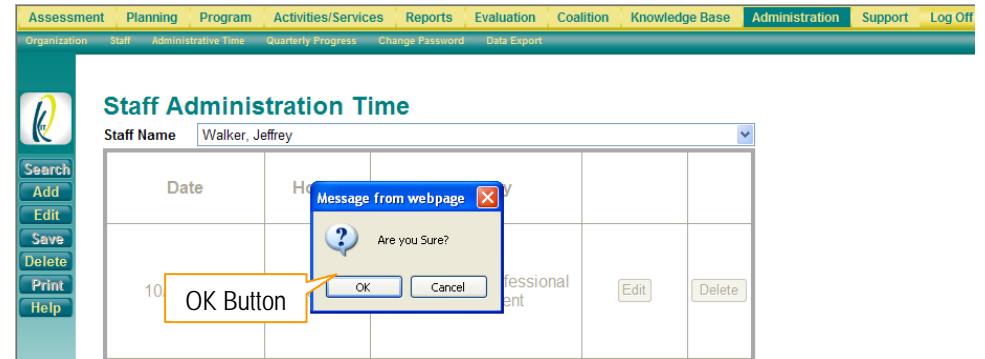 Assessment Planning Program Activities/Services Reports Evaluation Coalition Knowledge Base Administration Support Log Off
Organization Staff Administrative Time Quarterly Progress Change Password Data Export
Staff Administration Time
Staff Name Walker, Jeffrey
Search
Add
Edit
Save
Delete
Print
Help
Date
Message from webpage
Are you Sure?
OK Cancel
OK Button
Edit Delete